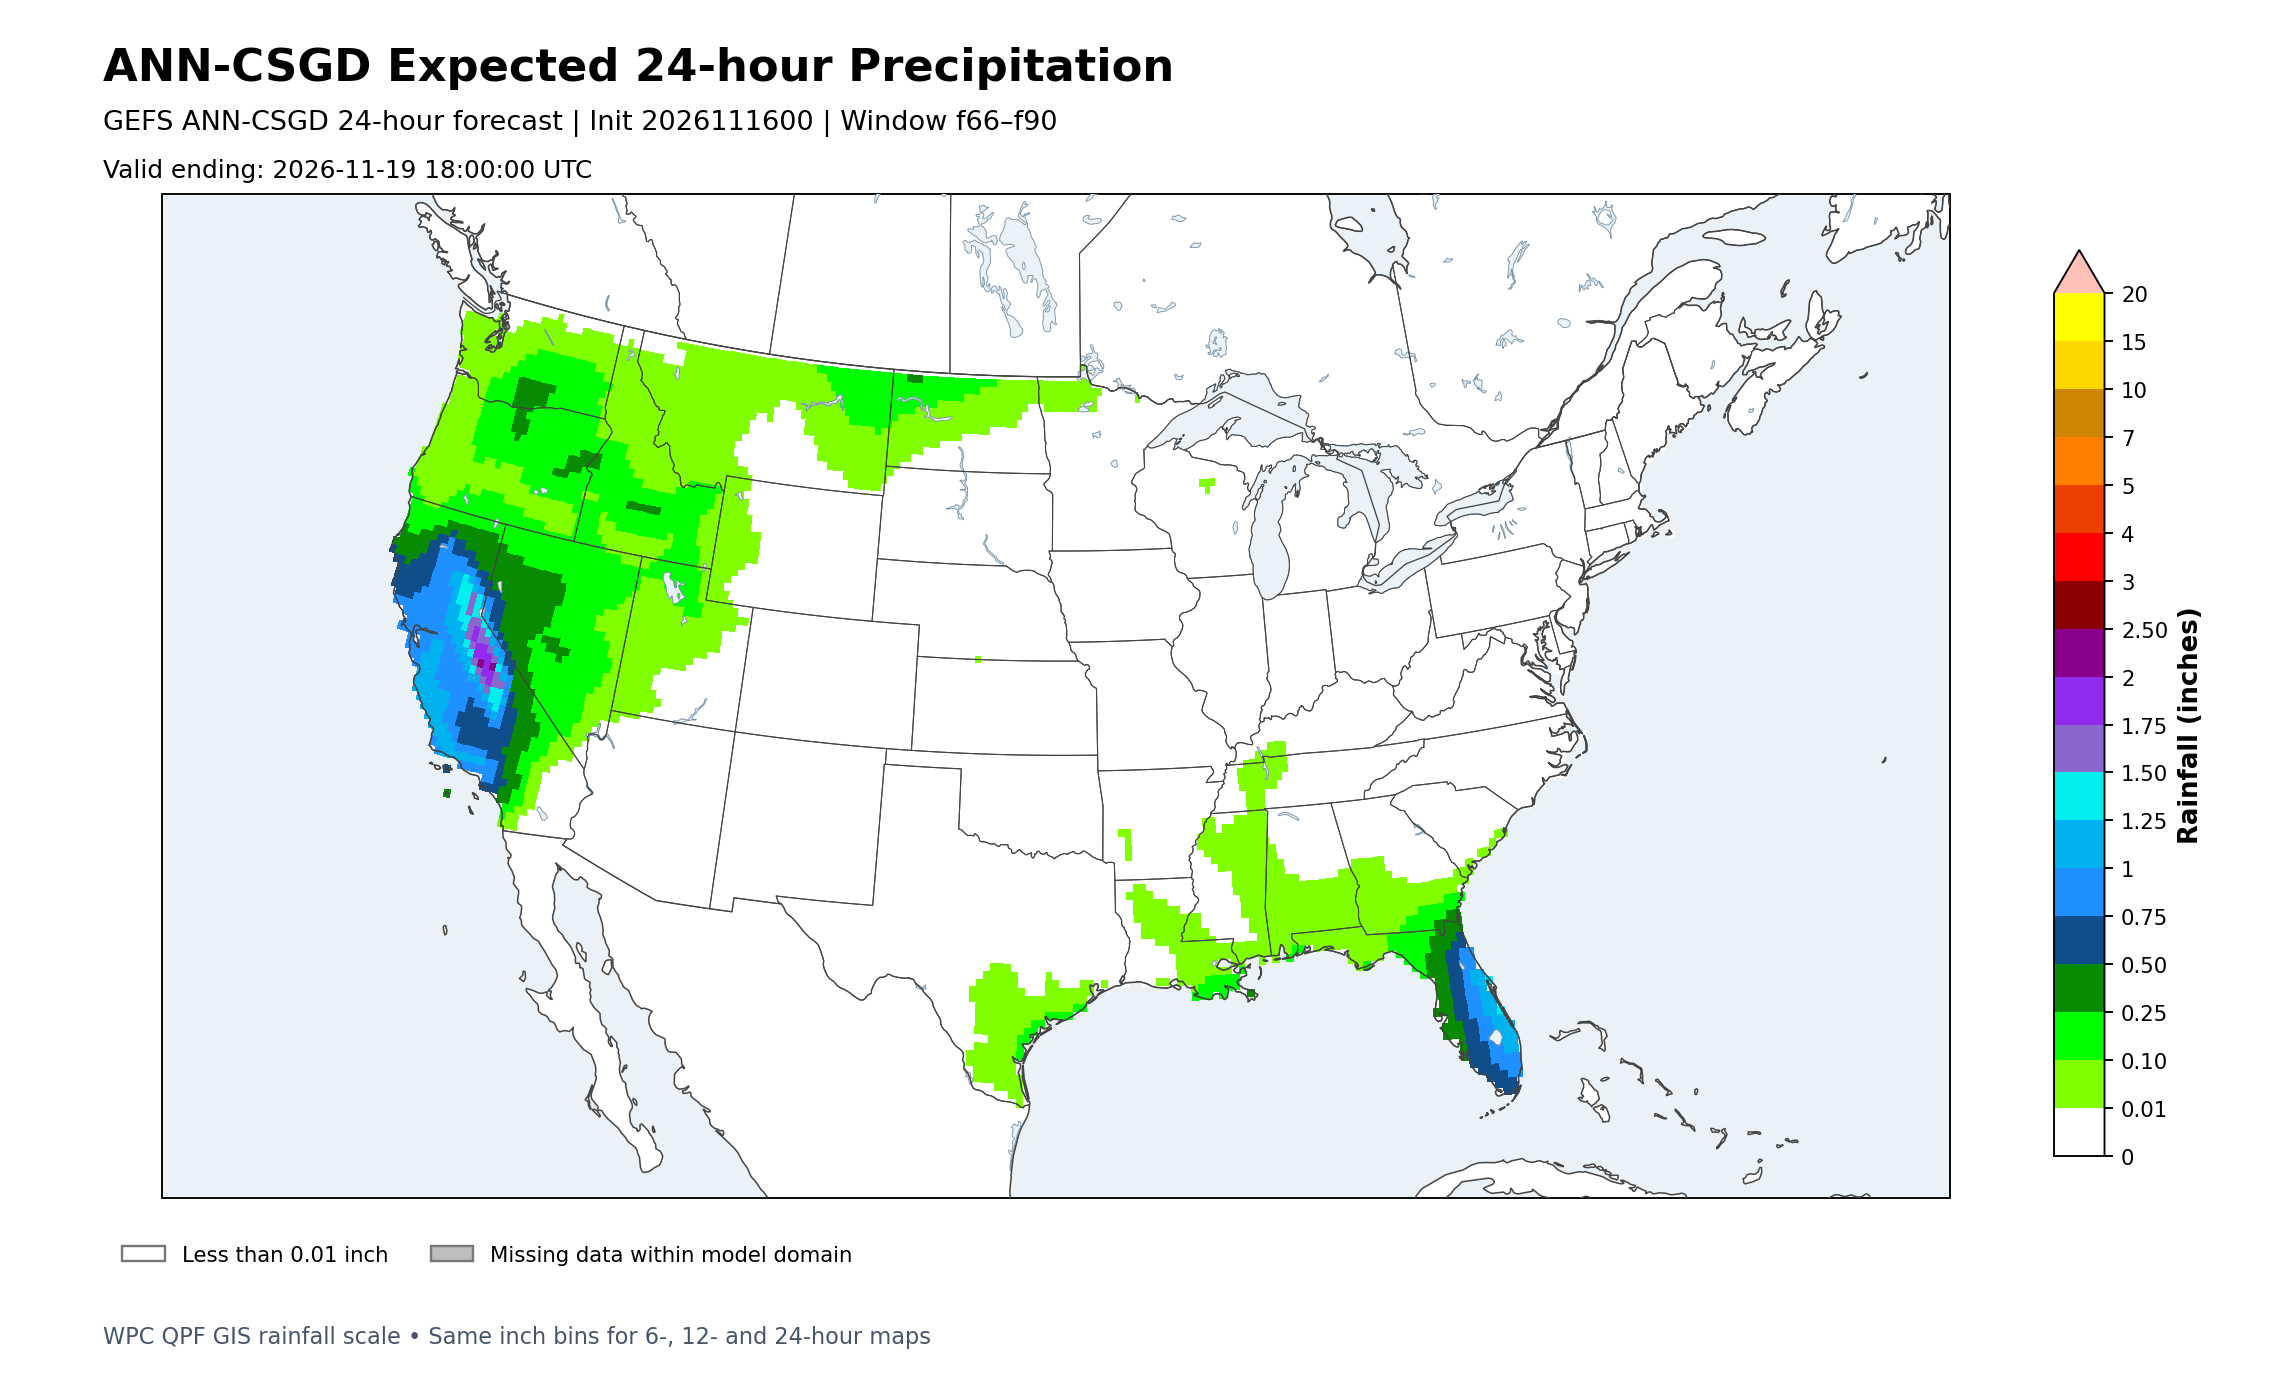 ANN-CSGD Expected 24-hour Precipitation
GEFS ANN-CSGD 24-hour forecast | Init 2026111600 | Window f66–f90
Valid ending: 2026-11-19 18:00:00 UTC
20
15
10
7
5
4
3
2.50
2
1.75
1.50
1.25
1
0.75
0.50
0.25
0.10
0.01
0
Rainfall (inches)
Less than 0.01 inch
Missing data within model domain
WPC QPF GIS rainfall scale • Same inch bins for 6-, 12- and 24-hour maps